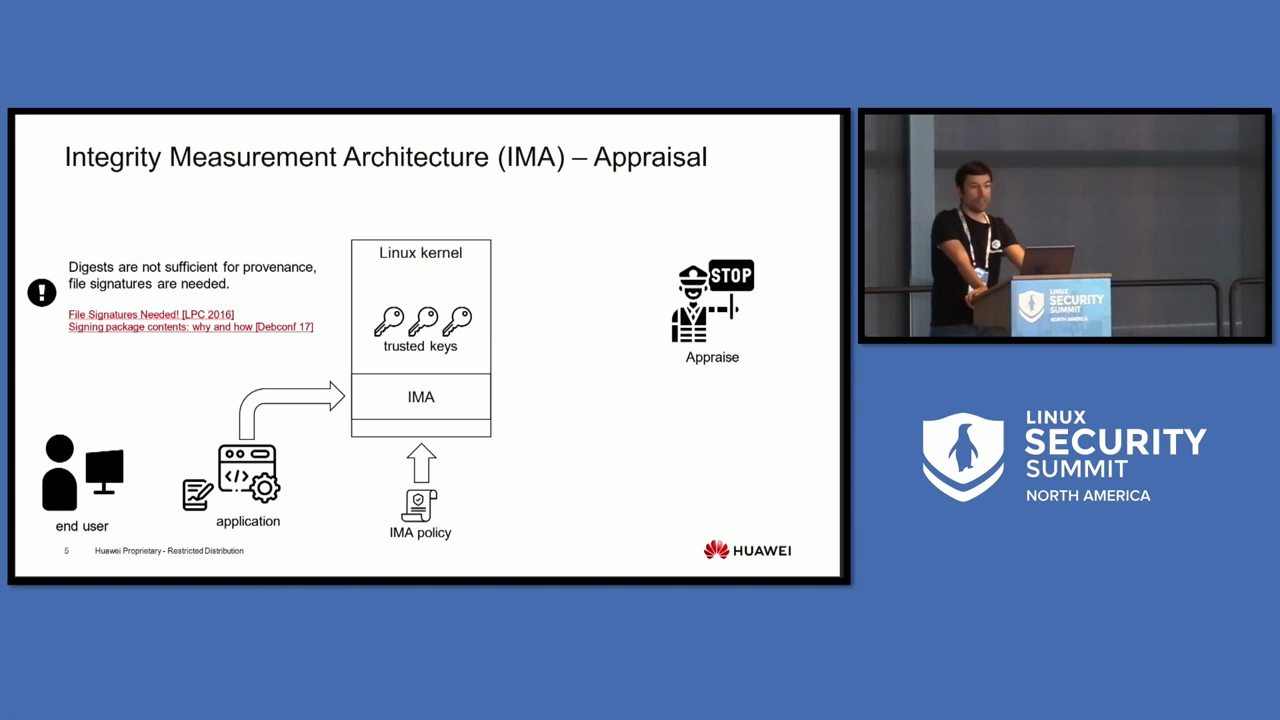 Integrity Measurement Architecture (IMA) – Appraisal
Digests are not sufficient for provenance,
file signatures are needed.
File Signatures Needed! [LPC 2016]
Signing package contents: why and how [Debconf 17]
Linux kernel
trusted keys
IMA
STOP
Appraise
end user
application
IMA policy
5 Huawei Proprietary - Restricted Distribution
HUAWEI
LINUX
SECURITY
SUMMIT
NORTH AMERICA
LINUX
SECURITY
SUMMIT
NORTH AMERICA